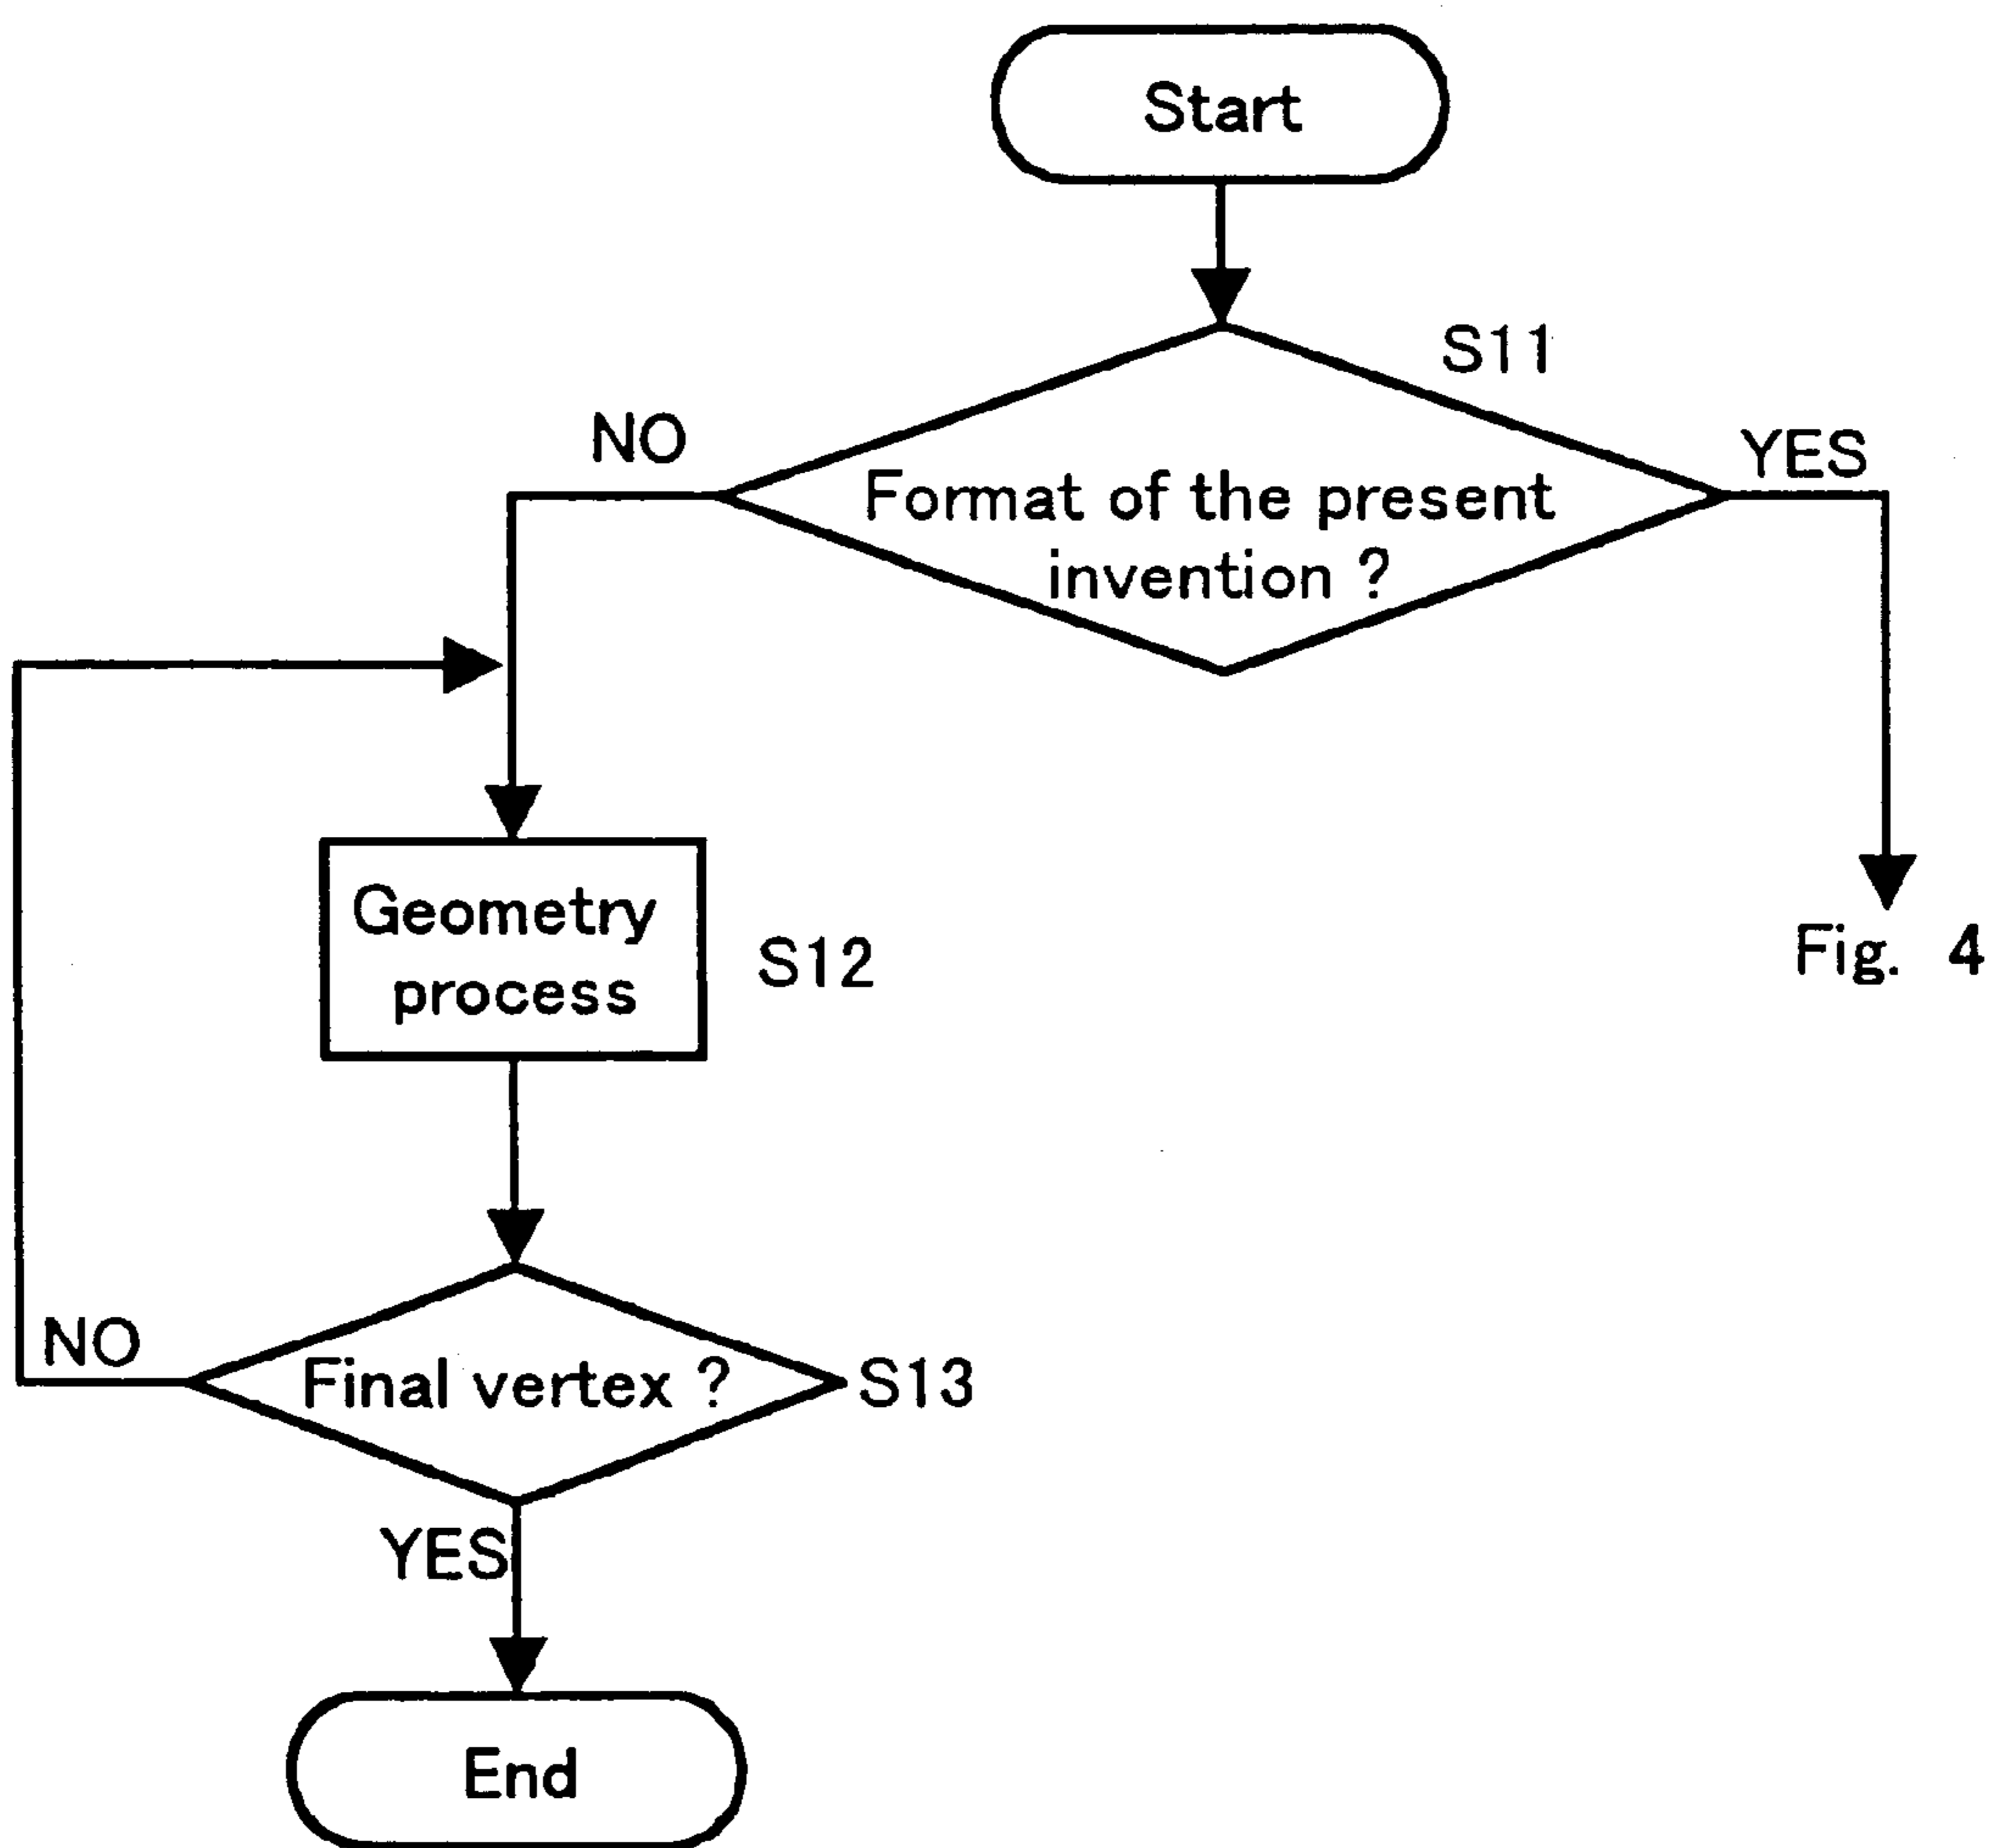 Start
S11
NO
YES
Format of the present
invention ?
Geometry
process
S12
Fig. 4
NO
Final vertex ?
S13
YES
End